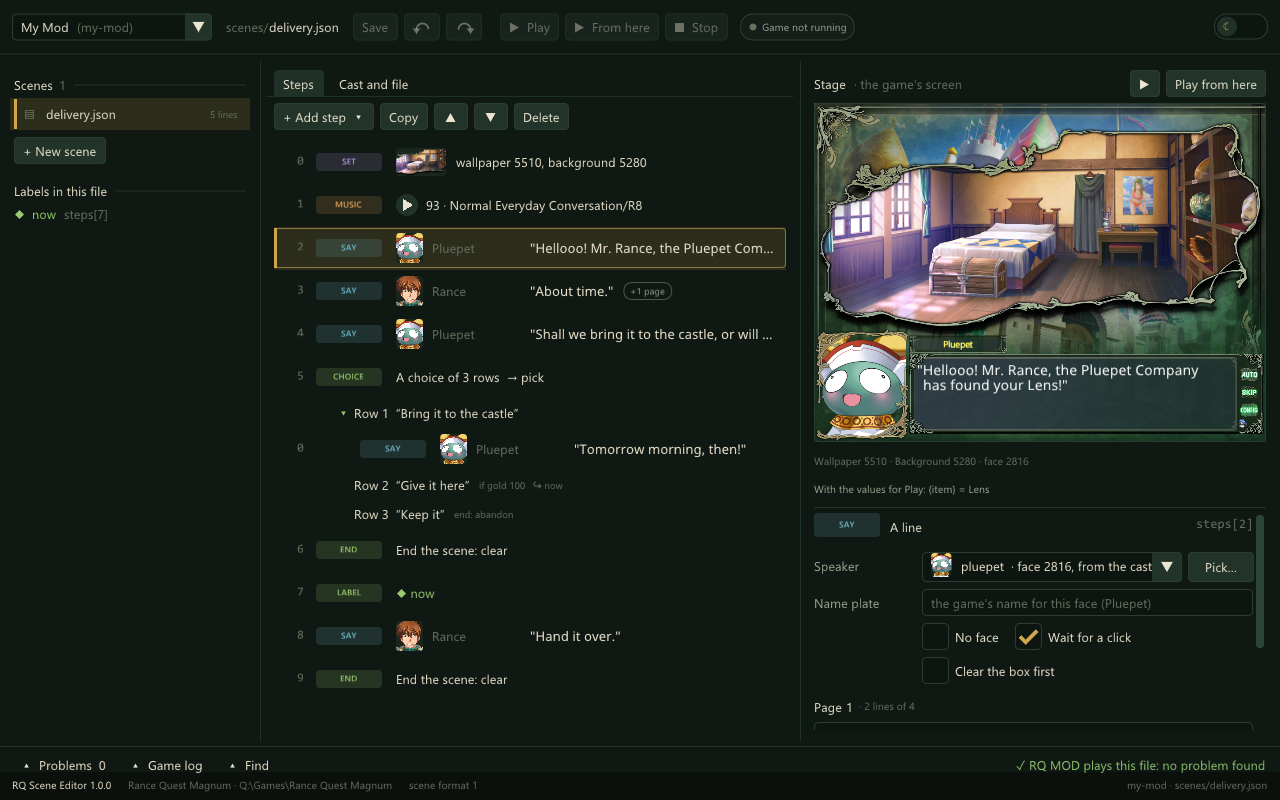 My Mod (my-mod) ▼ scenes/delivery.json Save Play From here Stop Game not running
Scenes 1
delivery.json 5 lines
+ New scene
Labels in this file
now steps[7]
Steps Cast and file
+ Add step ▼ Copy ▲ ▼ Delete
0 SET wallpaper 5510, background 5280
1 MUSIC 93 · Normal Everyday Conversation/R8
2 SAY Pluepet "Hellooo! Mr. Rance, the Pluepet Com...
3 SAY Rance "About time." +1 page
4 SAY Pluepet "Shall we bring it to the castle, or will ...
5 CHOICE A choice of 3 rows → pick
Row 1 “Bring it to the castle”
0 SAY Pluepet "Tomorrow morning, then!"
Row 2 “Give it here” if gold 100 ↪ now
Row 3 “Keep it” end: abandon
6 END End the scene: clear
7 LABEL ◆ now
8 SAY Rance "Hand it over."
9 END End the scene: clear
Stage · the game's screen Play from here
Pluepet
"Hellooo! Mr. Rance, the Pluepet Company
has found your Lens!"
AUTO
SKIP
CONFIG
Wallpaper 5510 · Background 5280 · face 2816
With the values for Play: {item} = Lens
SAY A line steps[2]
Speaker pluepet · face 2816, from the cast ▼ Pick...
Name plate the game's name for this face (Pluepet)
No face Wait for a click
Clear the box first
Page 1 · 2 lines of 4
▲ Problems 0 ▲ Game log ▲ Find ✓ RQ MOD plays this file: no problem found
RQ Scene Editor 1.0.0 Rance Quest Magnum · Q:\Games\Rance Quest Magnum scene format 1 my-mod · scenes/delivery.json